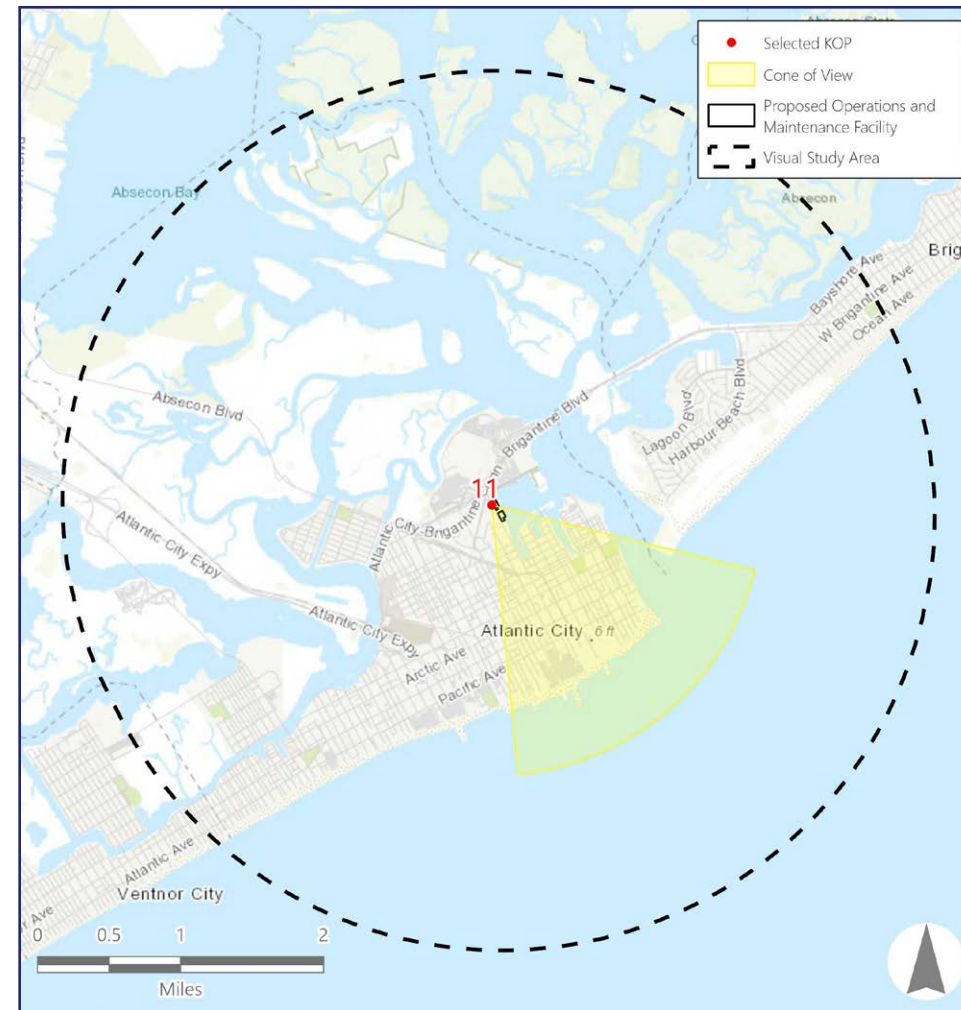 Selected KOP
Cone of View
Proposed Operations and
Maintenance Facility
Visual Study Area
Absecon Bay
Absecon
Brig
Bayshore Ave
W Brigantine Ave
Ocean Ave
Absecon Blvd
Brigantine Blvd
Lagoon Blvd
Harbour Beach Blvd
11
Atlantic City-Brigantine
Atlantic City Expy
Atlantic City Expy
Atlantic City 6 ft
Arctic Ave
Pacific Ave
Atlantic Ave
Ventnor City
Ave
0 0.5 1 2
Miles